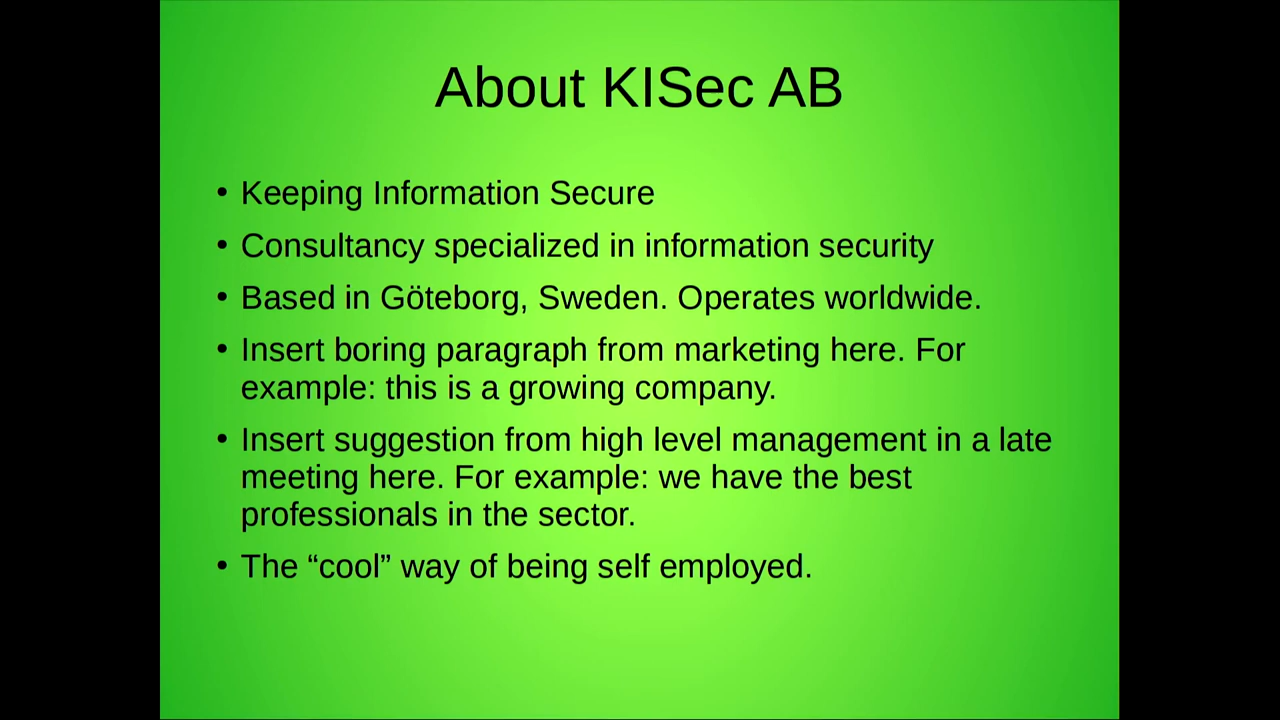 About KISec AB
• Keeping Information Secure
• Consultancy specialized in information security
• Based in Göteborg, Sweden. Operates worldwide.
• Insert boring paragraph from marketing here. For
example: this is a growing company.
• Insert suggestion from high level management in a late
meeting here. For example: we have the best
professionals in the sector.
• The “cool” way of being self employed.